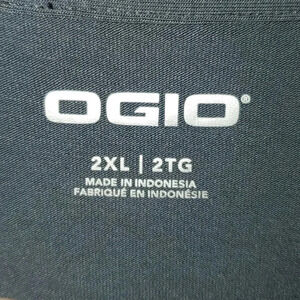 OGIO®
2XL | 2TG
MADE IN INDONESIA
FABRIQUÉ EN INDONÉSIE